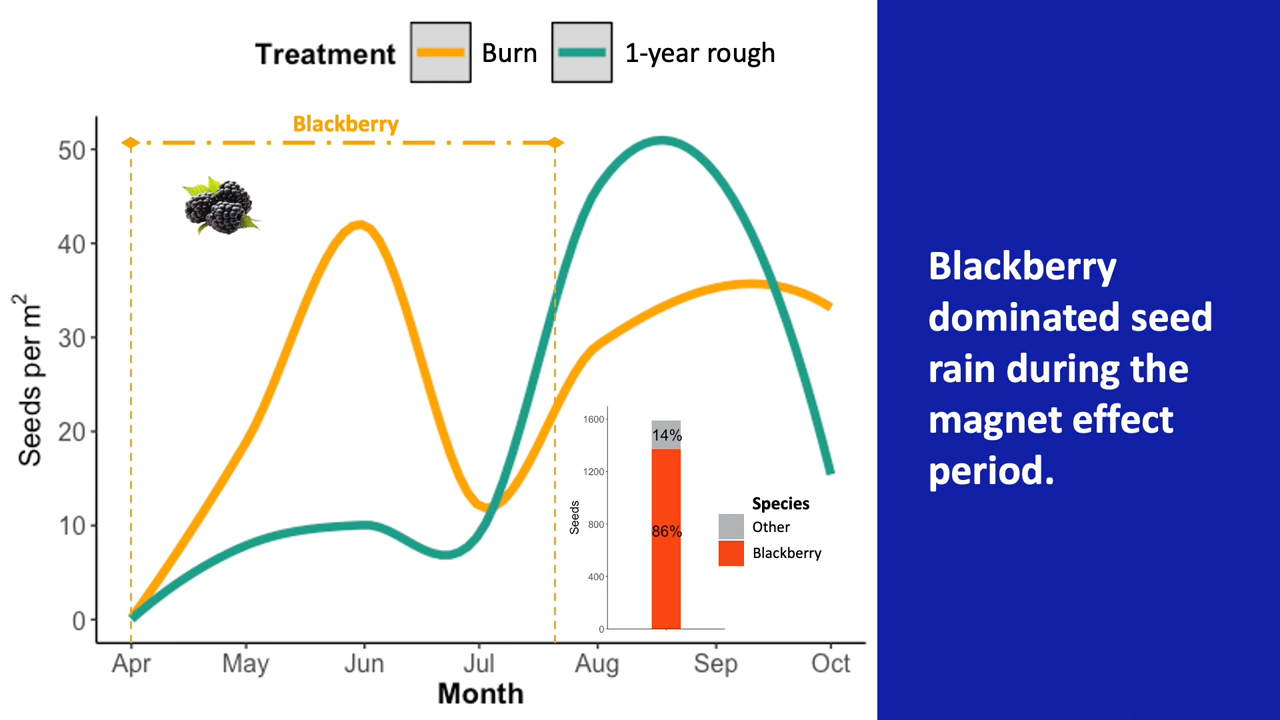 Treatment Burn 1-year rough
Blackberry
50
40
30
20
10
0
Seeds per m²
Apr May Jun Jul Aug Sep Oct
Month
1600
1200
800
400
0
Seeds
14%
86%
Species
Other
Blackberry
Blackberry
dominated seed
rain during the
magnet effect
period.